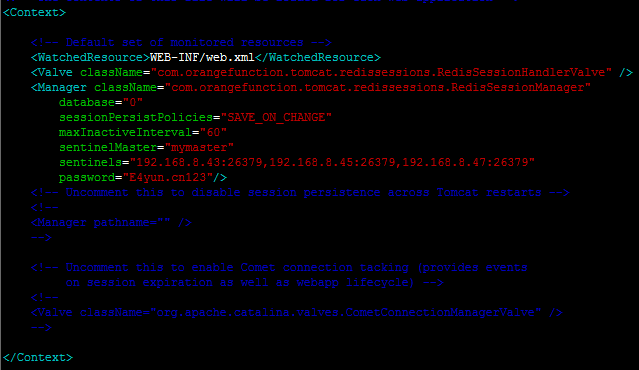 <Context>
<!-- Default set of monitored resources -->
<WatchedResource>WEB-INF/web.xml</WatchedResource>
<Valve className="com.orangefunction.tomcat.redissessions.RedisSessionHandlerValve" />
<Manager className="com.orangefunction.tomcat.redissessions.RedisSessionManager"
database="0"
sessionPersistPolicies="SAVE_ON_CHANGE"
maxInactiveInterval="60"
sentinelMaster="mymaster"
sentinels="192.168.8.43:26379,192.168.8.45:26379,192.168.8.47:26379"
password="E4yun.cn123"/>
<!-- Uncomment this to disable session persistence across Tomcat restarts -->
<!--
<Manager pathname="" />
-->
<!-- Uncomment this to enable Comet connection tacking (provides events
on session expiration as well as webapp lifecycle) -->
<!--
<Valve className="org.apache.catalina.valves.CometConnectionManagerValve" />
-->
</Context>